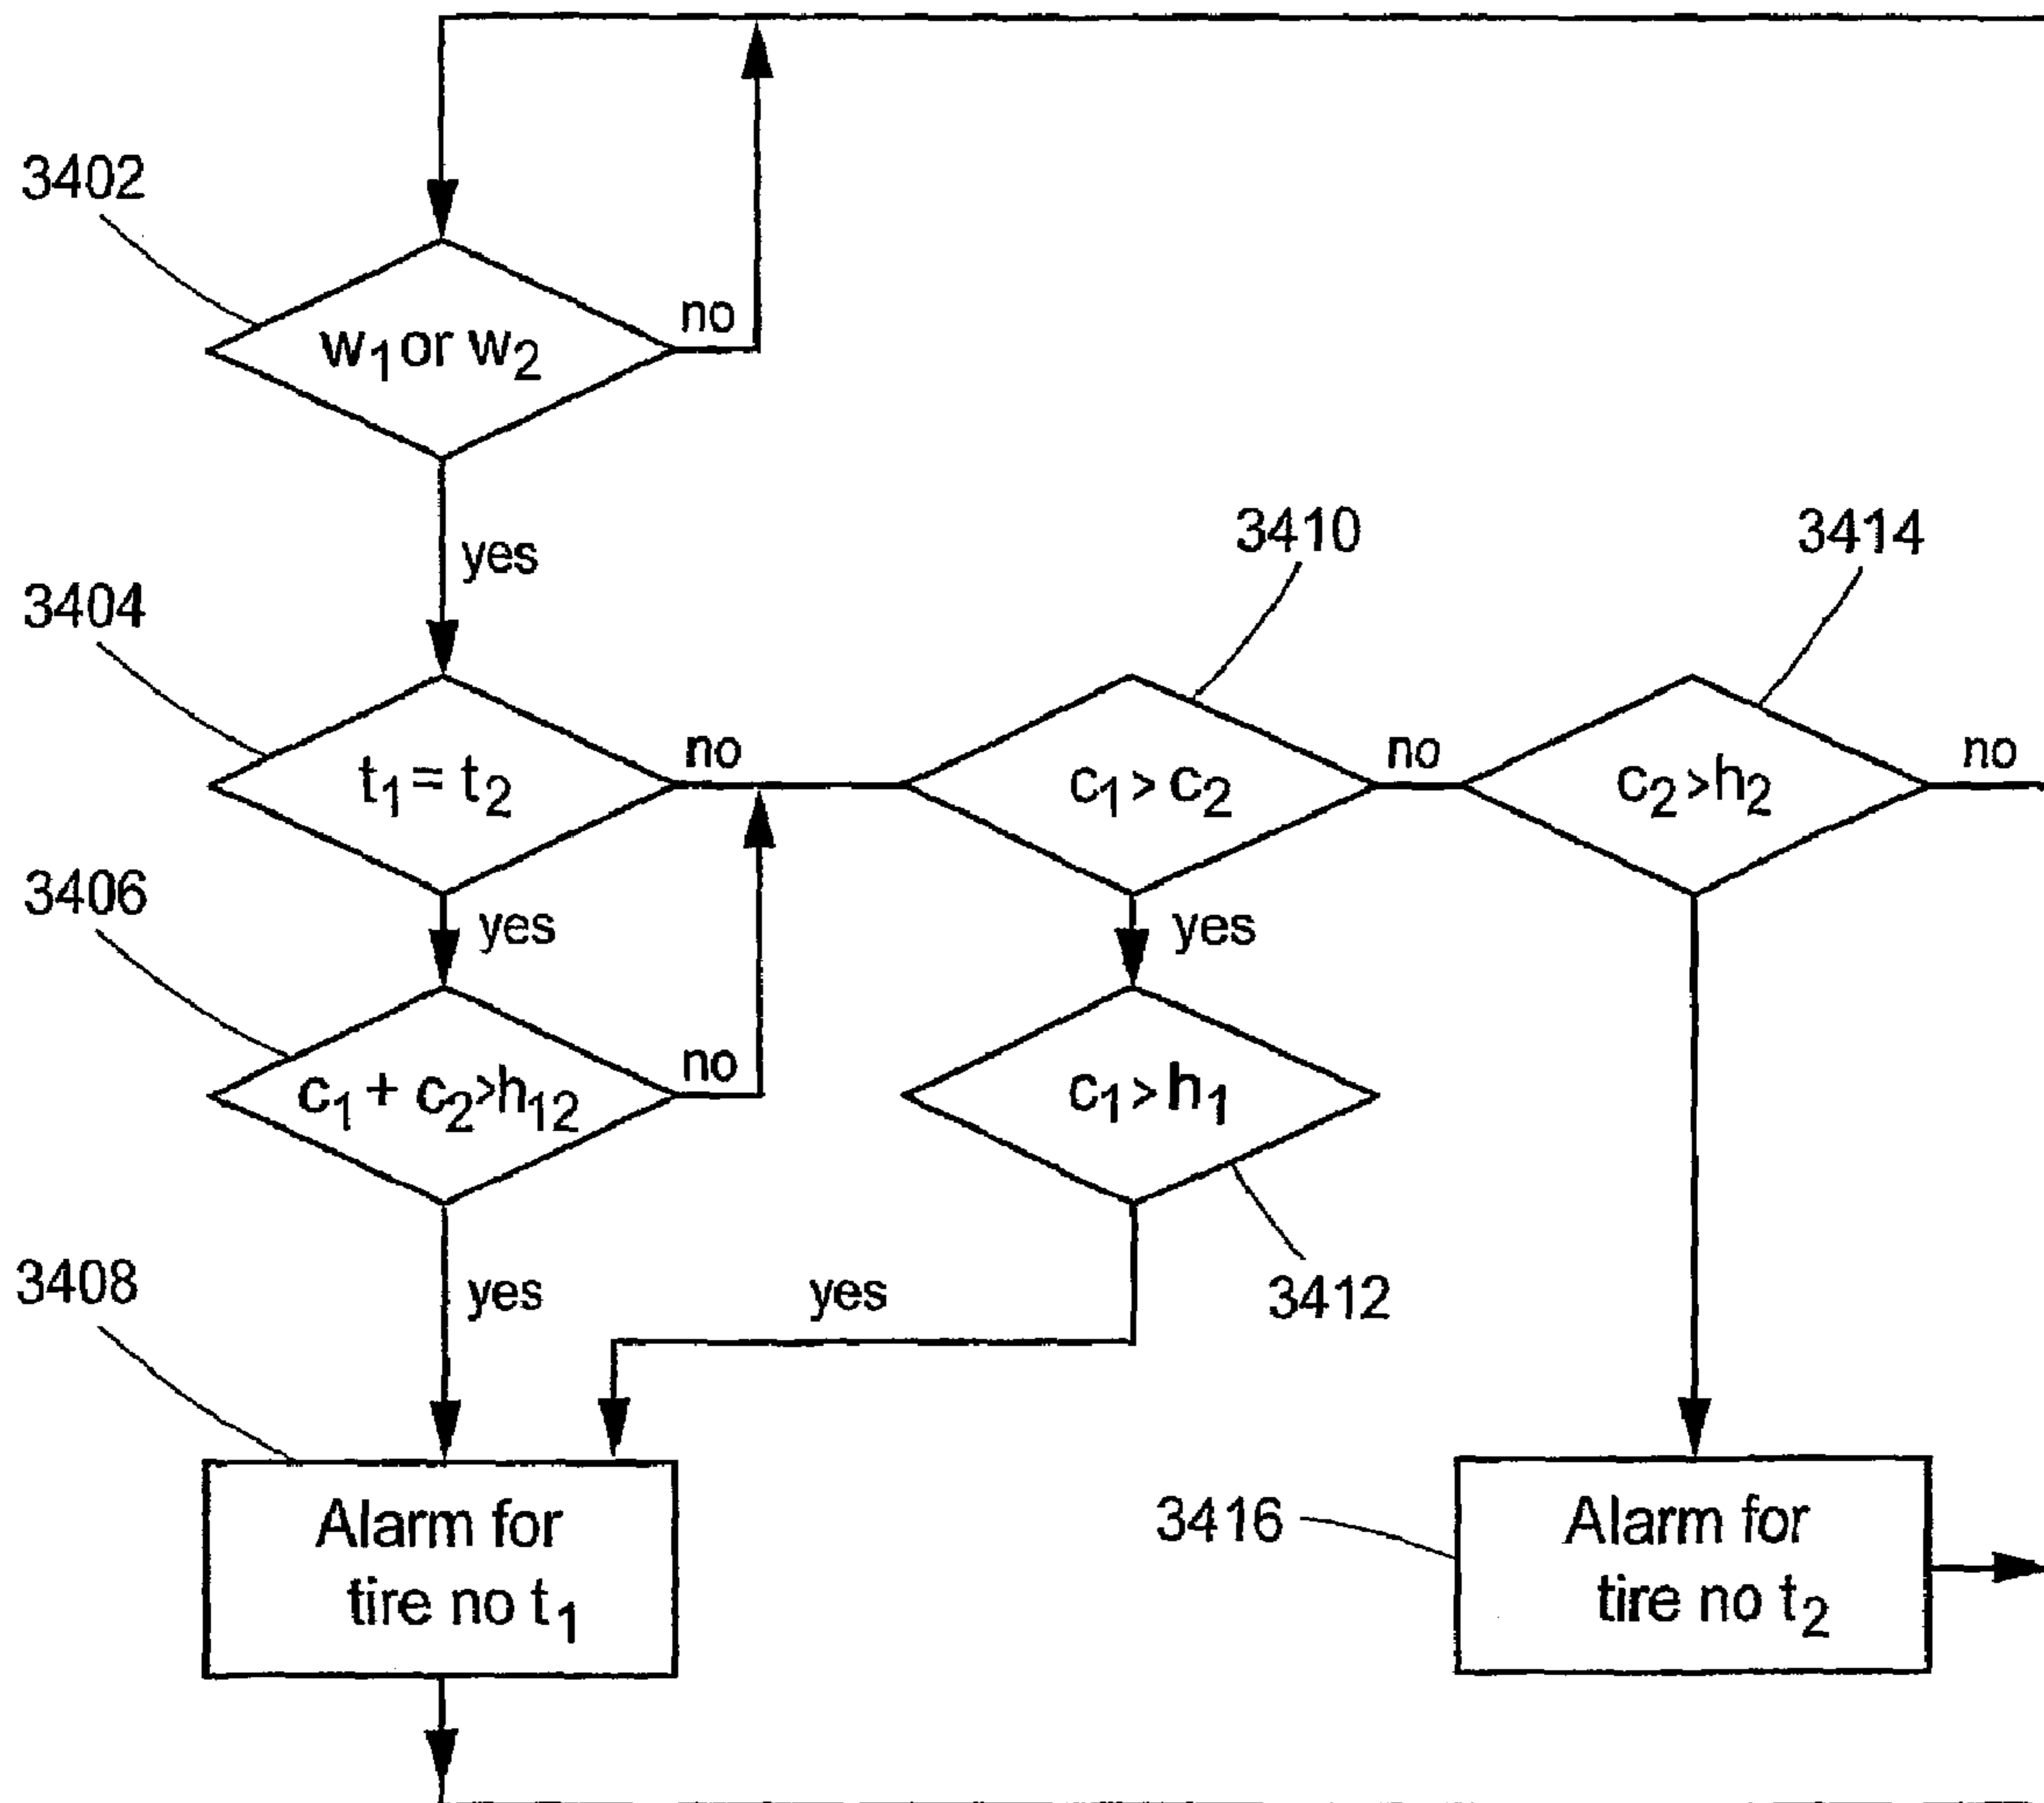 3402
w₁ or w₂
no
yes
3404
t₁ = t₂
no
3410
c₁ > c₂
no
3414
c₂ > h₂
no
yes
yes
3406
c₁ + c₂ > h₁₂
no
c₁ > h₁
3412
yes
yes
3408
Alarm for
tire no t₁
3416
Alarm for
tire no t₂